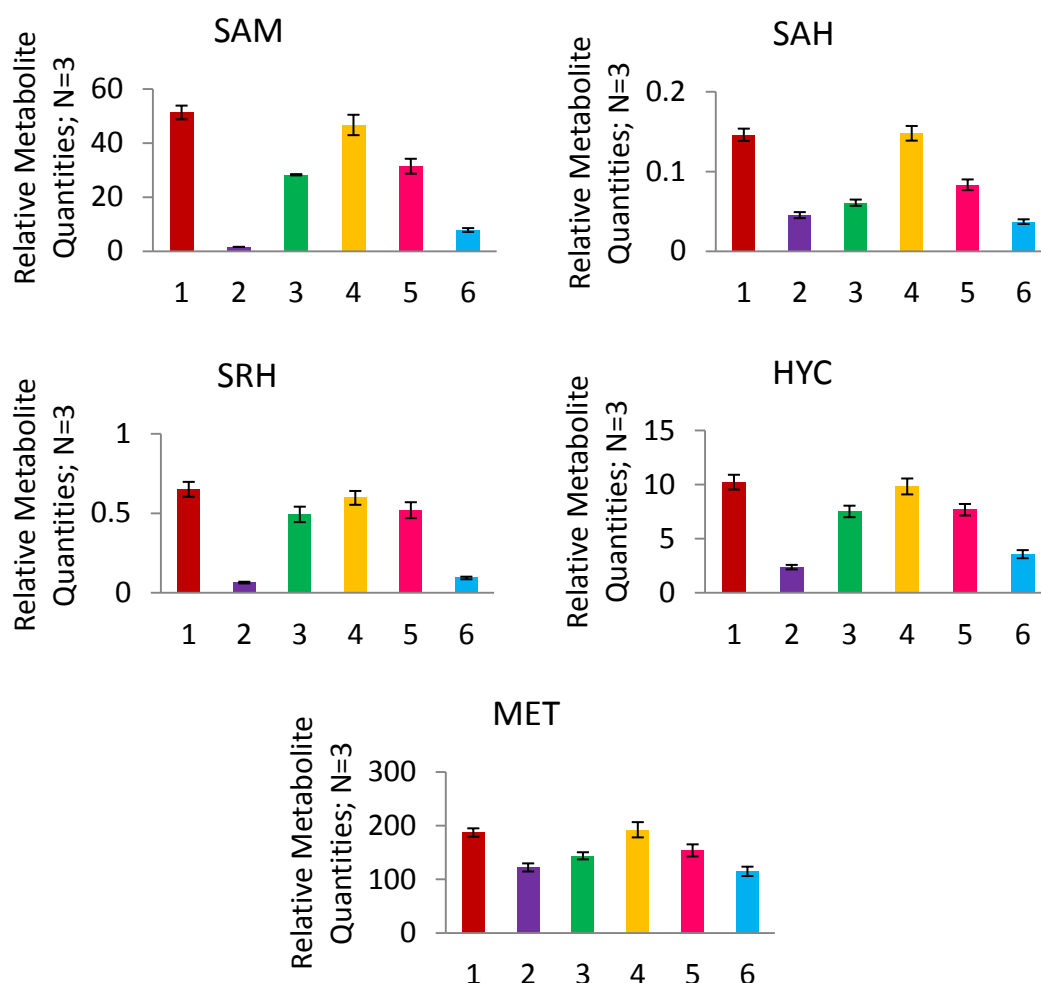 SAM
Relative Metabolite
Quantities; N=3
60
40
20
0
1 2 3 4 5 6
SAH
Relative Metabolite
Quantities; N=3
0.2
0.1
0
1 2 3 4 5 6
SRH
Relative Metabolite
Quantities; N=3
1
0.5
0
1 2 3 4 5 6
HYC
Relative Metabolite
Quantities; N=3
15
10
5
0
1 2 3 4 5 6
MET
Relative Metabolite
Quantities; N=3
300
200
100
0
1 2 3 4 5 6